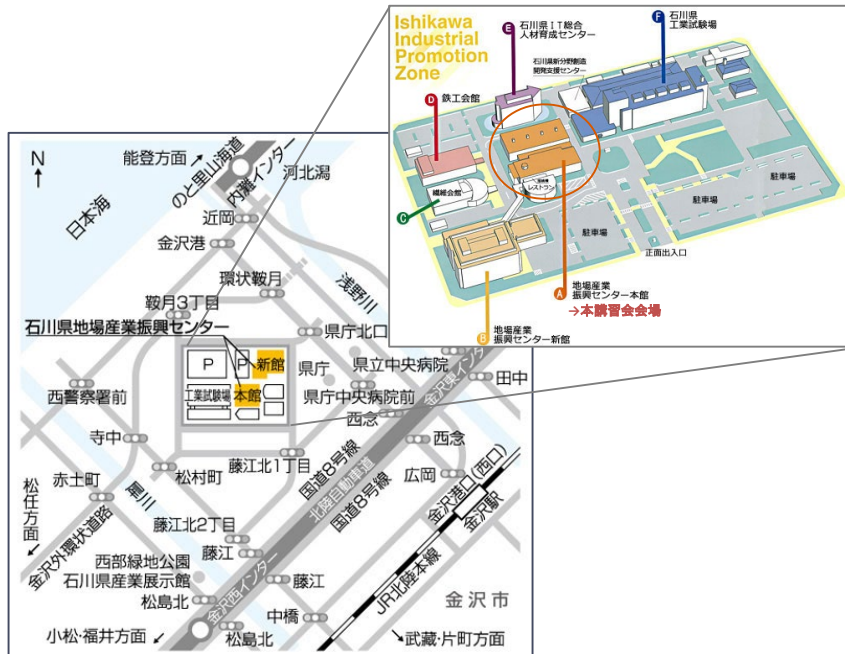 Ishikawa
Industrial
Promotion
Zone
E 石川県IT総合
人材育成センター
F 石川県
工業試験場
石川県新分野創造
開発支援センター
D 鉄工会館
C
繊維会館
レストラン
駐車場
駐車場
駐車場
正面出入口
A 地場産業
振興センター本館
→本講習会会場
B 地場産業
振興センター新館
N
能登方面
のと里山海道
内灘インター
河北潟
日本海
近岡
金沢港
環状鞍月
浅野川
鞍月3丁目
石川県地場産業振興センター
県庁北口
P
P
新館
県庁
県立中央病院
金沢東インター
工業試験場
本館
県庁中央病院前
田中
西警察署前
西念
寺中
西念
藤江北1丁目
国道8号線
北陸自動車道
国道8号線
広岡
金沢港口(西口)
金沢駅
赤土町
松村町
松任方面
犀川
金沢外環状道路
藤江北2丁目
藤江
西部緑地公園
石川県産業展示館
藤江
JR北陸本線
松島北
金沢西インター
中橋
金沢市
小松・福井方面
松島北
武蔵・片町方面